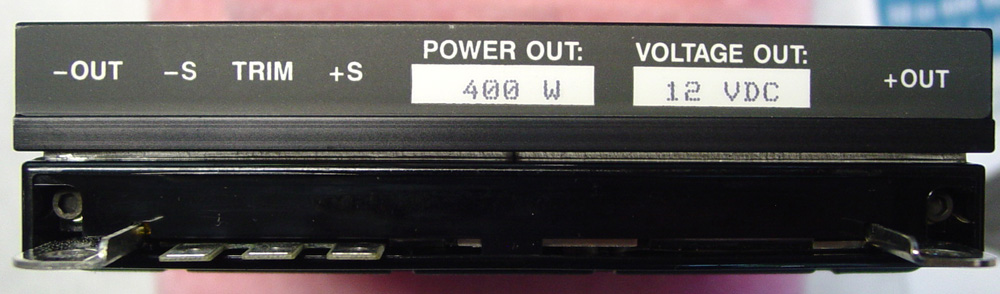 POWER OUT: VOLTAGE OUT:
-OUT -S TRIM +S 400 W 12 VDC +OUT